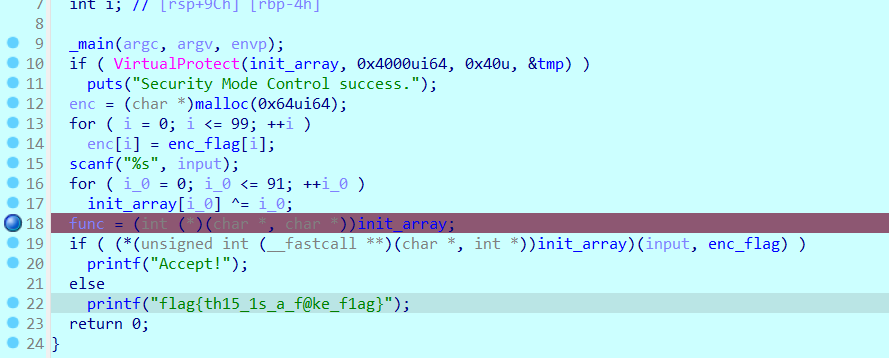 7 int i; // [rsp+9Ch] [rbp-4h]
8
9 _main(argc, argv, envp);
10 if ( VirtualProtect(init_array, 0x4000ui64, 0x40u, &tmp) )
11 puts("Security Mode Control success.");
12 enc = (char *)malloc(0x64ui64);
13 for ( i = 0; i <= 99; ++i )
14 enc[i] = enc_flag[i];
15 scanf("%s", input);
16 for ( i_0 = 0; i_0 <= 91; ++i_0 )
17 init_array[i_0] ^= i_0;
18 func = (int (*)(char *, char *))init_array;
19 if ( (*(unsigned int (__fastcall **)(char *, int *))init_array)(input, enc_flag) )
20 printf("Accept!");
21 else
22 printf("flag{th15_1s_a_f@ke_f1ag}");
23 return 0;
24 }